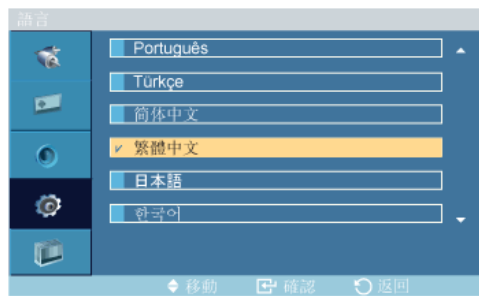 語言
Português
Türkçe
简体中文
繁體中文
日本語
한국어
移動 確認 返回